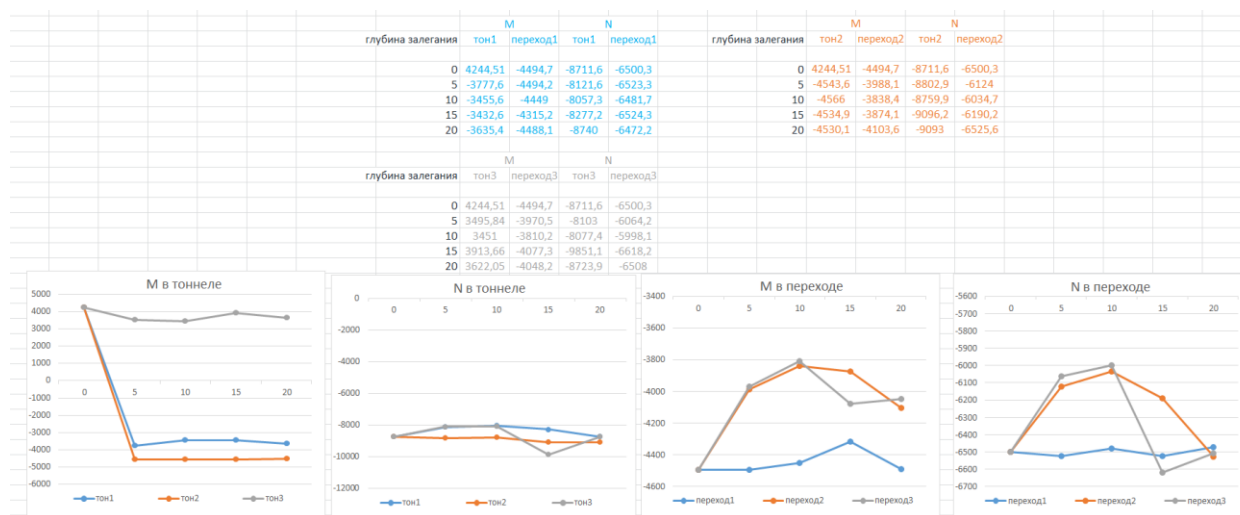 M N
глубина залегания тон1 переход1 тон1 переход1
0 4244,51 -4494,7 -8711,6 -6500,3
5 -3777,6 -4494,2 -8121,6 -6523,3
10 -3455,6 -4449 -8057,3 -6481,7
15 -3432,6 -4315,2 -8277,2 -6524,3
20 -3635,4 -4488,1 -8740 -6472,2
M N
глубина залегания тон2 переход2 тон2 переход2
0 4244,51 -4494,7 -8711,6 -6500,3
5 -4543,6 -3988,1 -8802,9 -6124
10 -4566 -3838,4 -8759,9 -6034,7
15 -4534,9 -3874,1 -9096,2 -6190,2
20 -4530,1 -4103,6 -9093 -6525,6
M N
глубина залегания тон3 переход3 тон3 переход3
0 4244,51 -4494,7 -8711,6 -6500,3
5 3495,84 -3970,5 -8103 -6064,2
10 3451 -3810,2 -8077,4 -5998,1
15 3913,66 -4077,3 -9851,1 -6618,2
20 3622,05 -4048,2 -8723,9 -6508
M в тоннеле
5000
4000
3000
2000
1000
0
-1000
-2000
-3000
-4000
-5000
-6000
0 5 10 15 20
тон1 тон2 тон3
N в тоннеле
0
-2000
-4000
-6000
-8000
-10000
-12000
0 5 10 15 20
тон1 тон2 тон3
M в переходе
-3400
-3600
-3800
-4000
-4200
-4400
-4600
0 5 10 15 20
переход1 переход2 переход3
N в переходе
-5600
-5700
-5800
-5900
-6000
-6100
-6200
-6300
-6400
-6500
-6600
-6700
0 5 10 15 20
переход1 переход2 переход3